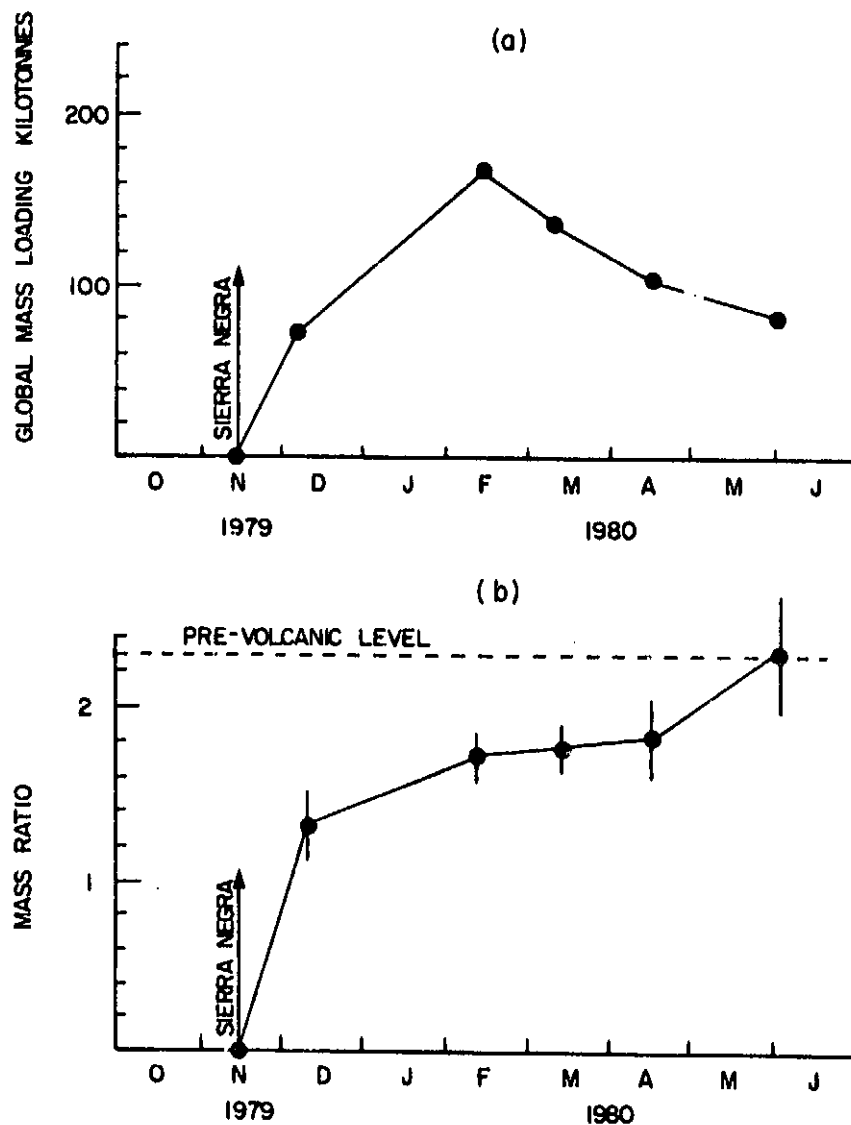 (a)
GLOBAL MASS LOADING KILOTONNES
200
100
SIERRA NEGRA
O N D J F M A M J
1979 1980
(b)
PRE-VOLCANIC LEVEL
MASS RATIO
2
1
SIERRA NEGRA
O N D J F M A M J
1979 1980